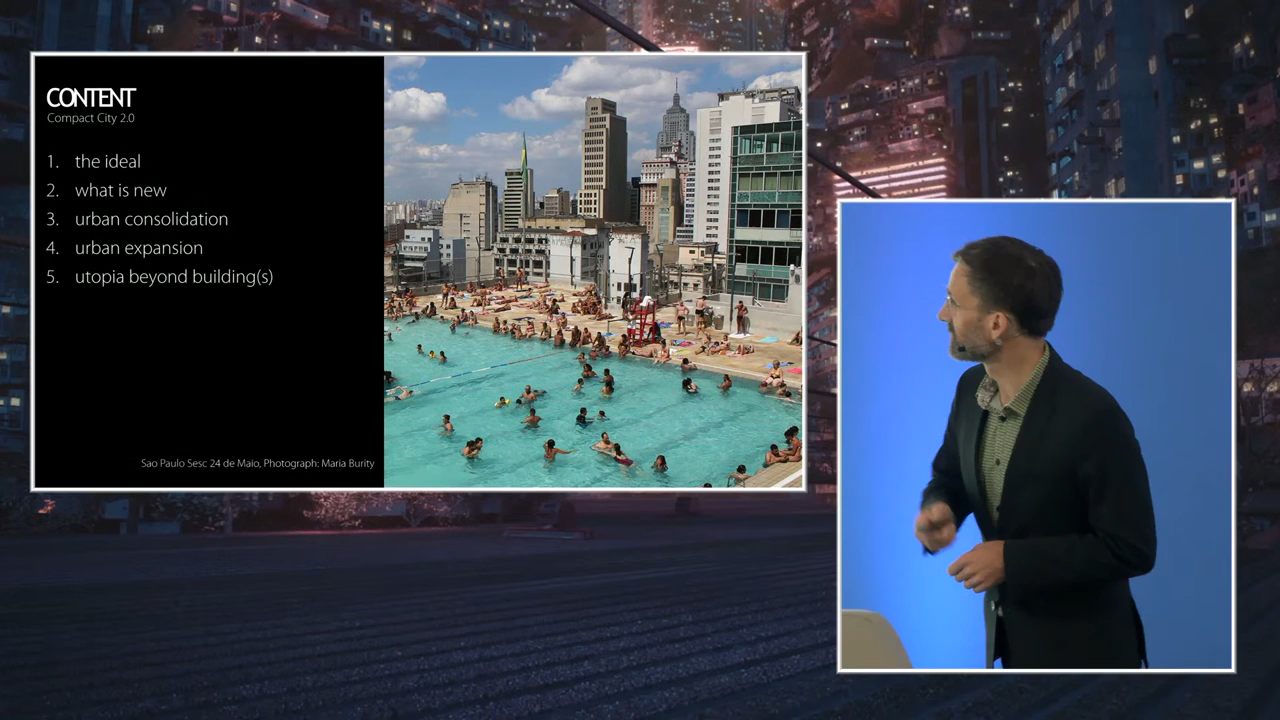 CONTENT
Compact City 2.0
1. the ideal
2. what is new
3. urban consolidation
4. urban expansion
5. utopia beyond building(s)
Sao Paulo Sesc 24 de Maio, Photograph: Maria Burity